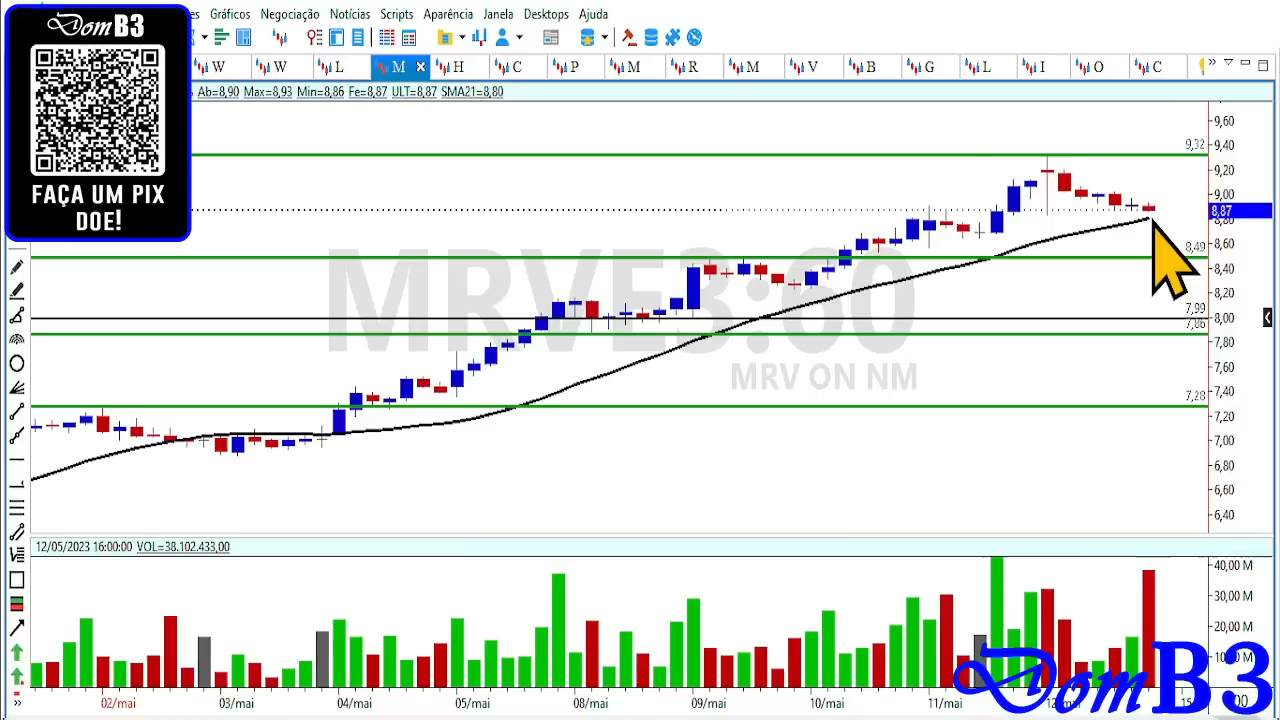 DomB3
FAÇA UM PIX
DOE!
Gráficos Negociação Notícias Scripts Aparência Janela Desktops Ajuda
W W L M H C P M R M V B G L I O C
Ab=8,90 Max=8,93 Min=8,86 Fe=8,87 ULT=8,87 SMA21=8,80
9,60
9,40
9,32
9,20
9,00
8,87
8,80
8,60
8,49
8,40
8,20
7,99
8,00
7,86
7,80
7,60
7,40
7,28
7,20
7,00
6,80
6,60
6,40
MRVE3:60
MRV ON NM
12/05/2023 16:00:00 VOL=38.102.433,00
40,00 M
30,00 M
20,00 M
02/mai 03/mai 04/mai 05/mai 08/mai 09/mai 10/mai 11/mai
DomB3